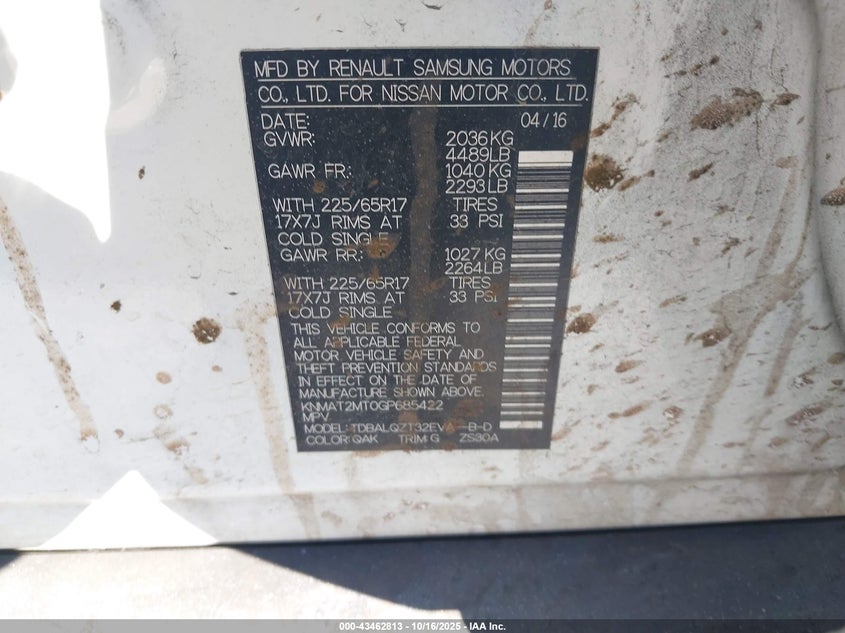 MFD BY RENAULT SAMSUNG MOTORS
CO., LTD. FOR NISSAN MOTOR CO., LTD.
DATE: 04/16
GVWR: 2036KG
4489LB
GAWR FR: 1040KG
2293LB
WITH 225/65R17 TIRES
17X7J RIMS AT 33 PSI
COLD SINGLE
GAWR RR: 1027KG
2264LB
WITH 225/65R17 TIRES
17X7J RIMS AT 33 PSI
COLD SINGLE
THIS VEHICLE CONFORMS TO
ALL APPLICABLE FEDERAL
MOTOR VEHICLE SAFETY AND
THEFT PREVENTION STANDARDS
IN EFFECT ON THE DATE OF
MANUFACTURE SHOWN ABOVE.
KNMAT2MT0GP685422
MPV
MODEL: TDBALQZT32EVA-B-D
COLOR: QAK TRIM:G ZS30A
000-43462813 - 10/16/2025 - IAA Inc.